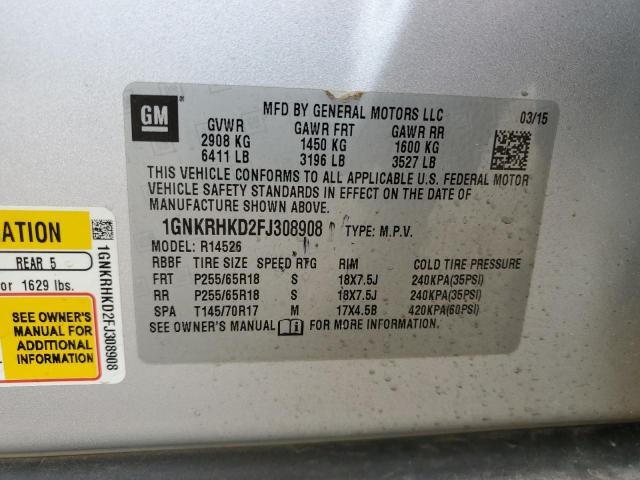 GM
MFD BY GENERAL MOTORS LLC
03/15
GVWR GAWR FRT GAWR RR
2908 KG 1450 KG 1600 KG
6411 LB 3196 LB 3527 LB
THIS VEHICLE CONFORMS TO ALL APPLICABLE U.S. FEDERAL MOTOR
VEHICLE SAFETY STANDARDS IN EFFECT ON THE DATE OF
MANUFACTURE SHOWN ABOVE.
1GNKRHKD2FJ308908 TYPE: M.P.V.
MODEL: R14526
RBBF TIRE SIZE SPEED RTG RIM COLD TIRE PRESSURE
FRT P255/65R18 S 18X7.5J 240KPA(35PSI)
RR P255/65R18 S 18X7.5J 240KPA(35PSI)
SPA T145/70R17 M 17X4.5B 420KPA(60PSI)
SEE OWNER'S MANUAL FOR MORE INFORMATION.
ATION
REAR 5
or 1629 lbs.
SEE OWNER'S
MANUAL FOR
ADDITIONAL
INFORMATION
1GNKRHKD2FJ308908